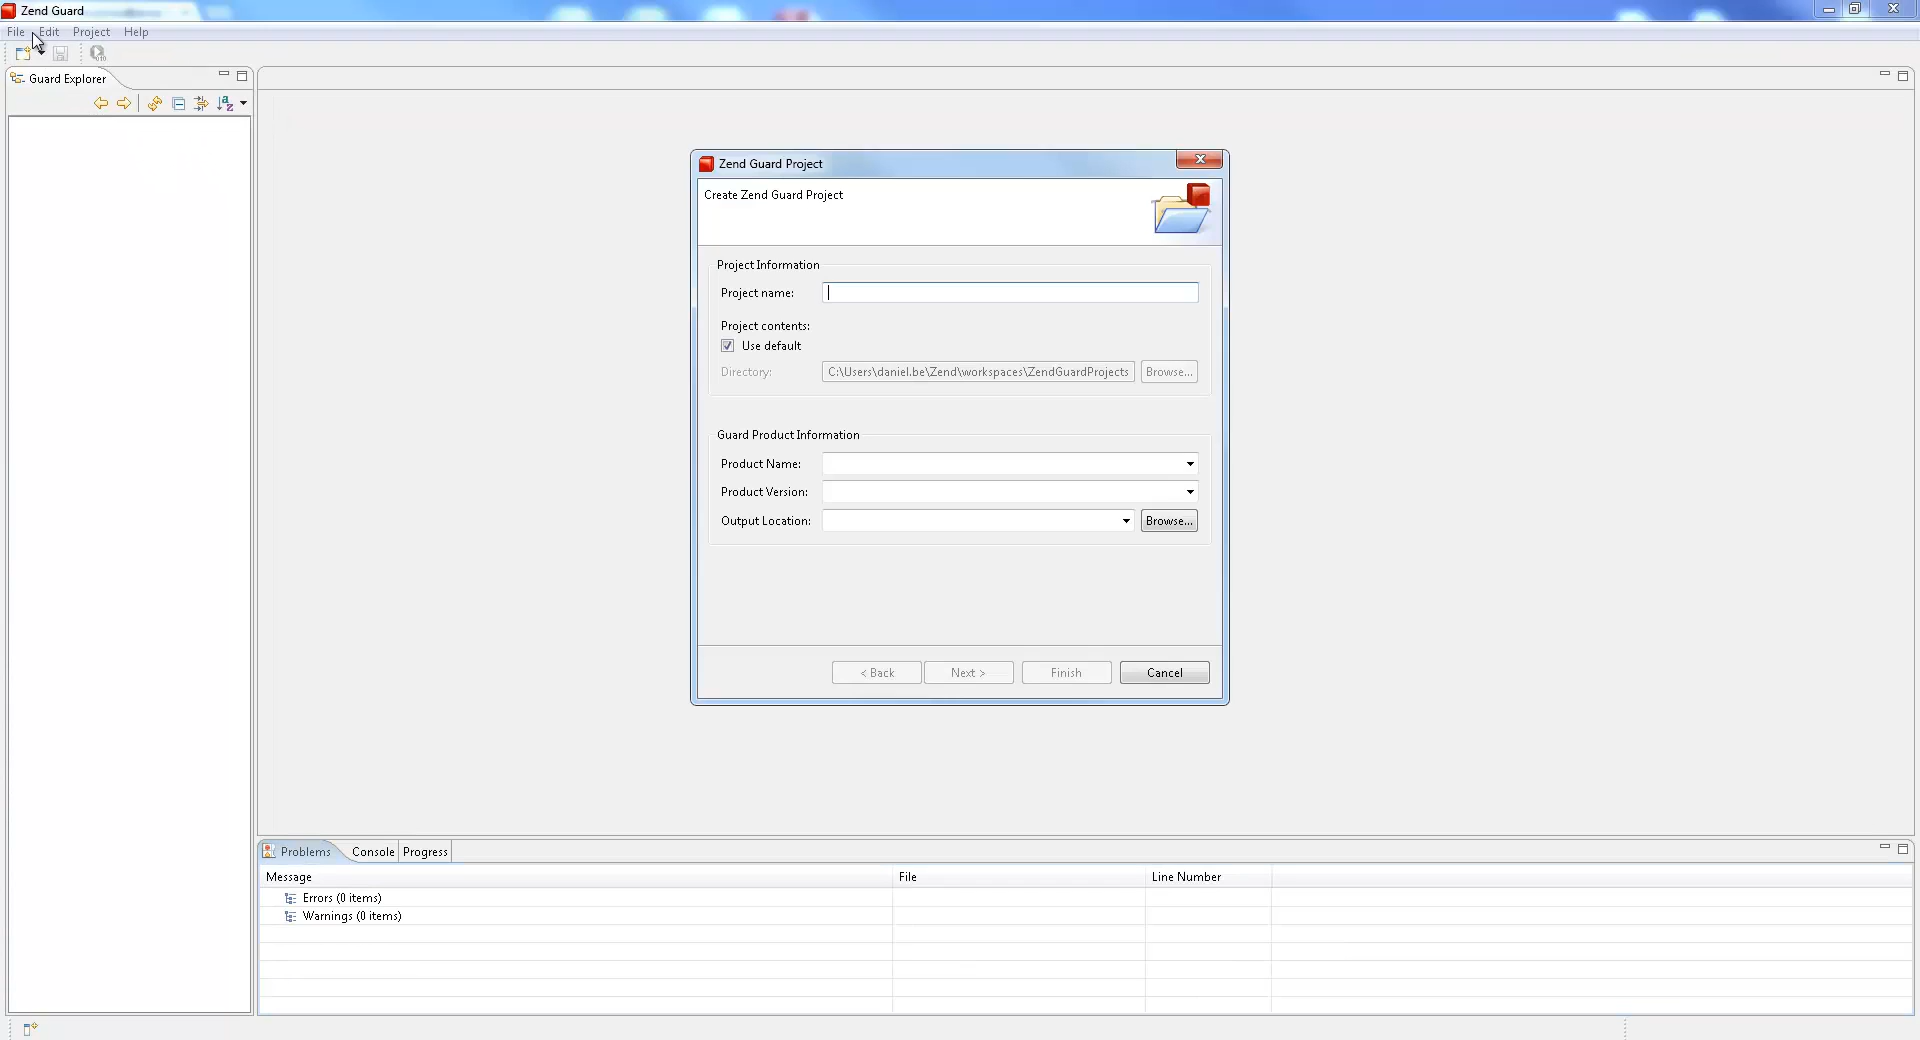 Zend Guard
File Edit Project Help
Guard Explorer
Zend Guard Project
Create Zend Guard Project
Project Information
Project name:
Project contents:
Use default
Directory: C:\Users\daniel.be\Zend\workspaces\ZendGuardProjects Browse...
Guard Product Information
Product Name:
Product Version:
Output Location: Browse...
< Back Next > Finish Cancel
Problems Console Progress
Message File Line Number
Errors (0 items)
Warnings (0 items)